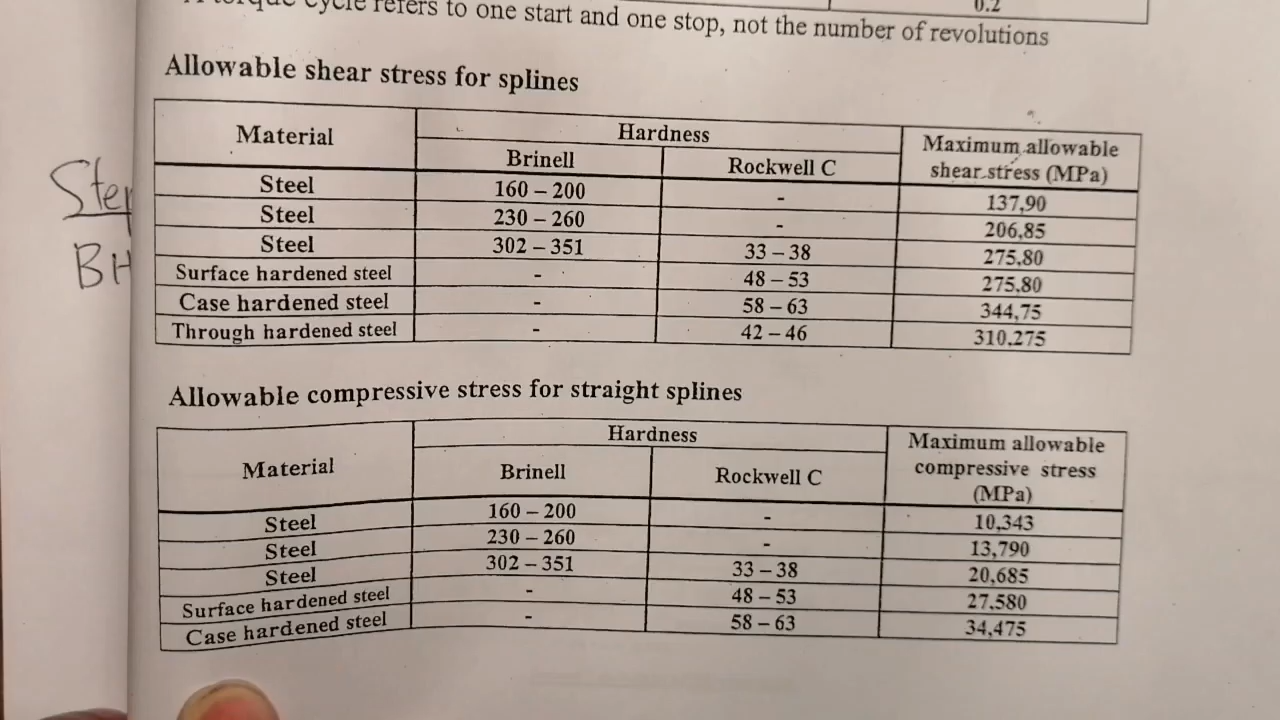 0.2
A torque cycle refers to one start and one stop, not the number of revolutions
Allowable shear stress for splines
Material Hardness Maximum allowable shear stress (MPa)
Brinell Rockwell C
Steel 160 – 200 - 137,90
Steel 230 – 260 - 206,85
Steel 302 – 351 33 – 38 275,80
Surface hardened steel - 48 – 53 275,80
Case hardened steel - 58 – 63 344,75
Through hardened steel - 42 – 46 310,275
Allowable compressive stress for straight splines
Material Hardness Maximum allowable compressive stress (MPa)
Brinell Rockwell C
Steel 160 – 200 - 10,343
Steel 230 – 260 - 13,790
Steel 302 – 351 33 – 38 20,685
Surface hardened steel - 48 – 53 27,580
Case hardened steel - 58 – 63 34,475
BH